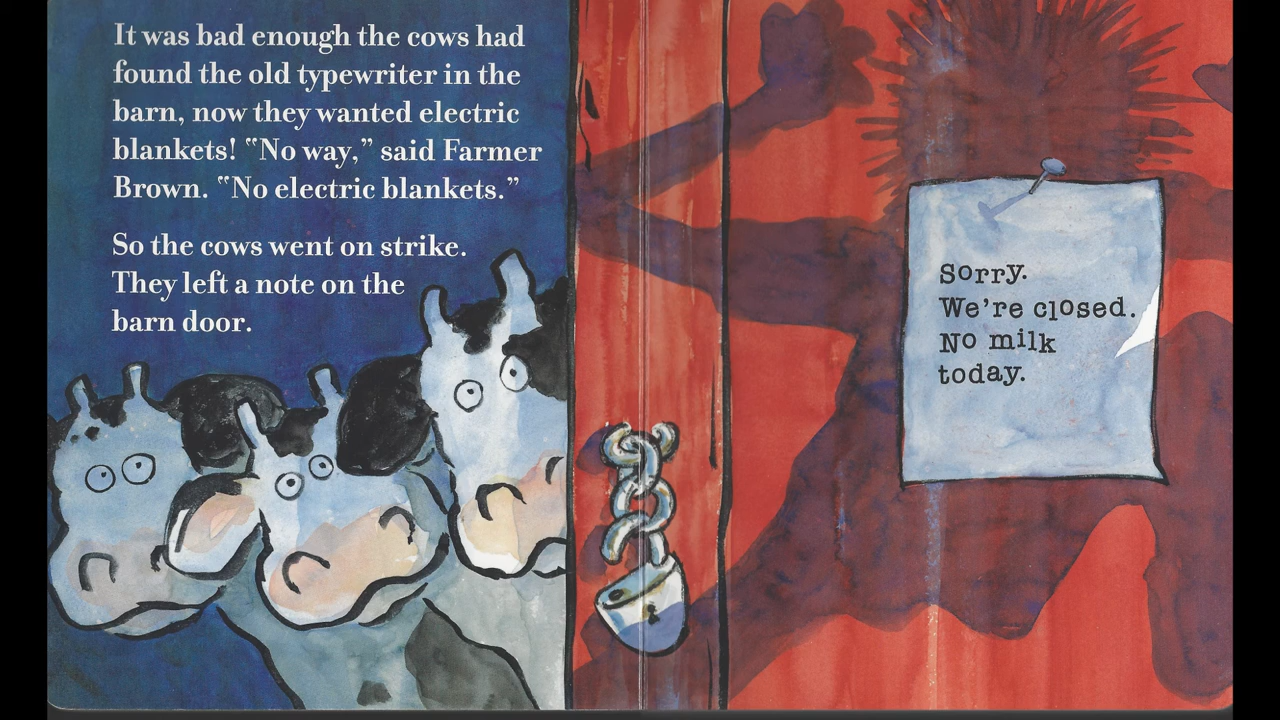 It was bad enough the cows had
found the old typewriter in the
barn, now they wanted electric
blankets! "No way," said Farmer
Brown. "No electric blankets."
So the cows went on strike.
They left a note on the
barn door.
Sorry.
We're closed.
No milk
today.